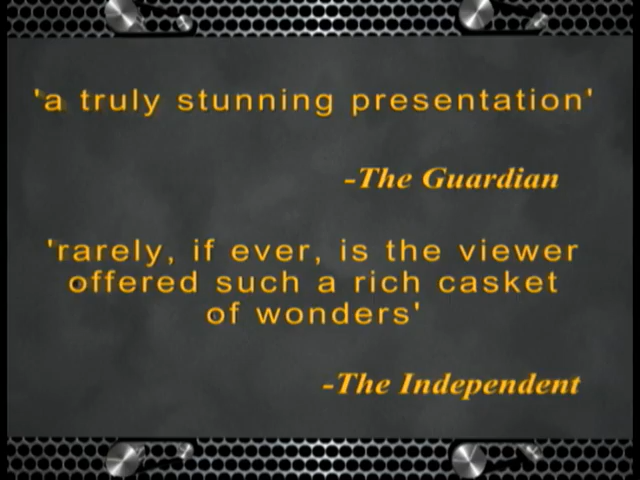 'a truly stunning presentation'
-The Guardian
'rarely, if ever, is the viewer
offered such a rich casket
of wonders'
-The Independent